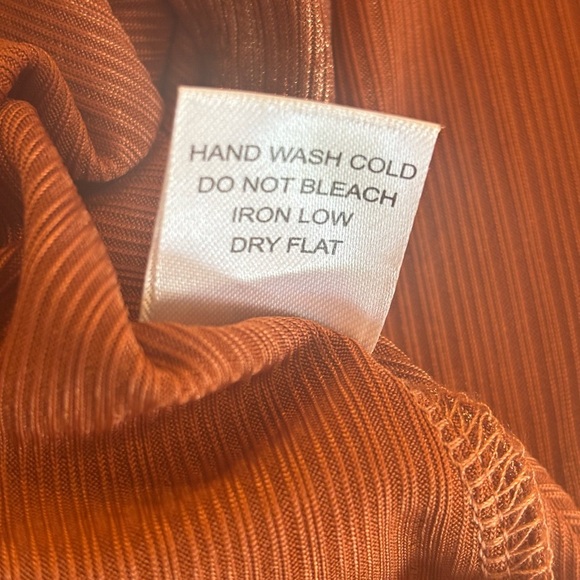 HAND WASH COLD
DO NOT BLEACH
IRON LOW
DRY FLAT